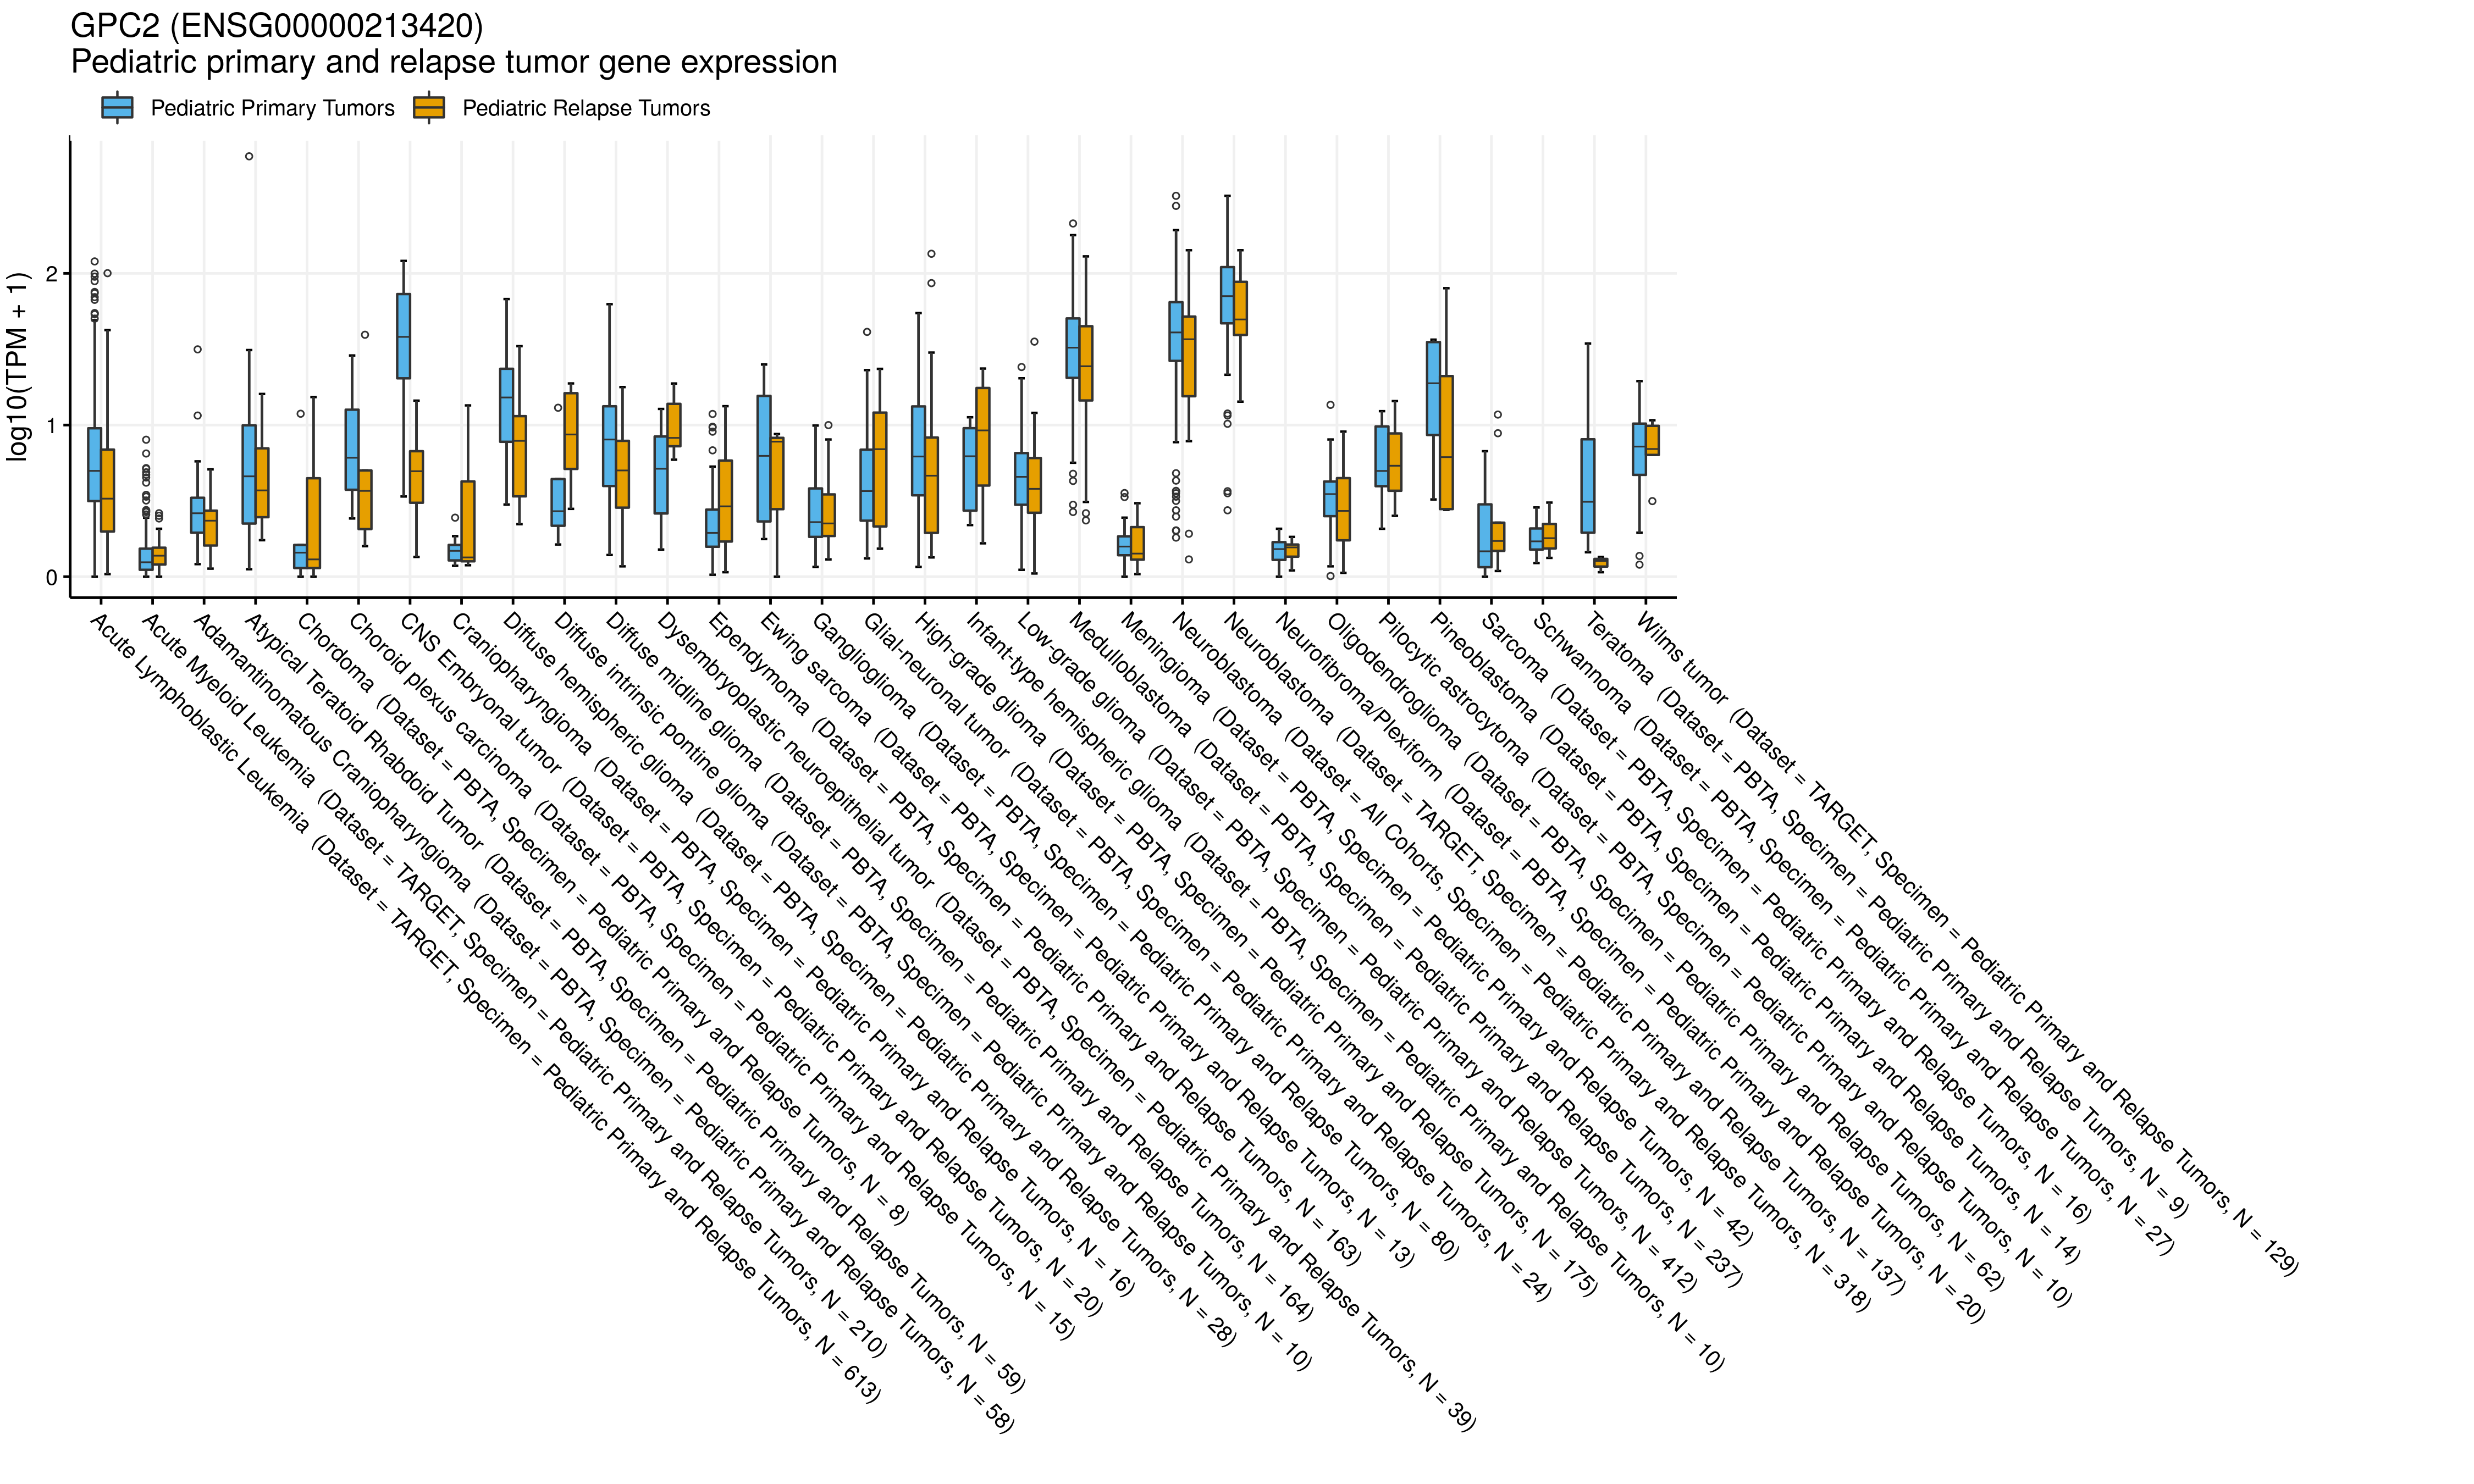 GPC2 (ENSG00000213420)
Pediatric primary and relapse tumor gene expression
Pediatric Primary Tumors
Pediatric Relapse Tumors
log10(TPM + 1)
2
1
0
Acute Lymphoblastic Leukemia (Dataset = TARGET, Specimen = Pediatric Primary and Relapse Tumors, N = 613)
Acute Myeloid Leukemia (Dataset = TARGET, Specimen = Pediatric Primary and Relapse Tumors, N = 210)
Adamantinomatous Craniopharyngioma (Dataset = PBTA, Specimen = Pediatric Primary and Relapse Tumors, N = 58)
Atypical Teratoid Rhabdoid Tumor (Dataset = PBTA, Specimen = Pediatric Primary and Relapse Tumors, N = 59)
Chordoma (Dataset = PBTA, Specimen = Pediatric Primary and Relapse Tumors, N = 8)
Choroid plexus carcinoma (Dataset = PBTA, Specimen = Pediatric Primary and Relapse Tumors, N = 15)
CNS Embryonal tumor (Dataset = PBTA, Specimen = Pediatric Primary and Relapse Tumors, N = 20)
Craniopharyngioma (Dataset = PBTA, Specimen = Pediatric Primary and Relapse Tumors, N = 16)
Diffuse hemispheric glioma (Dataset = PBTA, Specimen = Pediatric Primary and Relapse Tumors, N = 28)
Diffuse intrinsic pontine glioma (Dataset = PBTA, Specimen = Pediatric Primary and Relapse Tumors, N = 10)
Diffuse midline glioma (Dataset = PBTA, Specimen = Pediatric Primary and Relapse Tumors, N = 164)
Dysembryoplastic neuroepithelial tumor (Dataset = PBTA, Specimen = Pediatric Primary and Relapse Tumors, N = 39)
Ependymoma (Dataset = PBTA, Specimen = Pediatric Primary and Relapse Tumors, N = 163)
Ewing sarcoma (Dataset = PBTA, Specimen = Pediatric Primary and Relapse Tumors, N = 13)
Ganglioglioma (Dataset = PBTA, Specimen = Pediatric Primary and Relapse Tumors, N = 80)
Glial-neuronal tumor (Dataset = PBTA, Specimen = Pediatric Primary and Relapse Tumors, N = 24)
High-grade glioma (Dataset = PBTA, Specimen = Pediatric Primary and Relapse Tumors, N = 175)
Infant-type hemispheric glioma (Dataset = PBTA, Specimen = Pediatric Primary and Relapse Tumors, N = 10)
Low-grade glioma (Dataset = PBTA, Specimen = Pediatric Primary and Relapse Tumors, N = 412)
Medulloblastoma (Dataset = PBTA, Specimen = Pediatric Primary and Relapse Tumors, N = 237)
Meningioma (Dataset = PBTA, Specimen = Pediatric Primary and Relapse Tumors, N = 42)
Neuroblastoma (Dataset = All Cohorts, Specimen = Pediatric Primary and Relapse Tumors, N = 318)
Neuroblastoma (Dataset = TARGET, Specimen = Pediatric Primary and Relapse Tumors, N = 137)
Neurofibroma/Plexiform (Dataset = PBTA, Specimen = Pediatric Primary and Relapse Tumors, N = 20)
Oligodendroglioma (Dataset = PBTA, Specimen = Pediatric Primary and Relapse Tumors, N = 62)
Pilocytic astrocytoma (Dataset = PBTA, Specimen = Pediatric Primary and Relapse Tumors, N = 10)
Pineoblastoma (Dataset = PBTA, Specimen = Pediatric Primary and Relapse Tumors, N = 14)
Sarcoma (Dataset = PBTA, Specimen = Pediatric Primary and Relapse Tumors, N = 16)
Schwannoma (Dataset = PBTA, Specimen = Pediatric Primary and Relapse Tumors, N = 27)
Teratoma (Dataset = PBTA, Specimen = Pediatric Primary and Relapse Tumors, N = 9)
Wilms tumor (Dataset = TARGET, Specimen = Pediatric Primary and Relapse Tumors, N = 129)